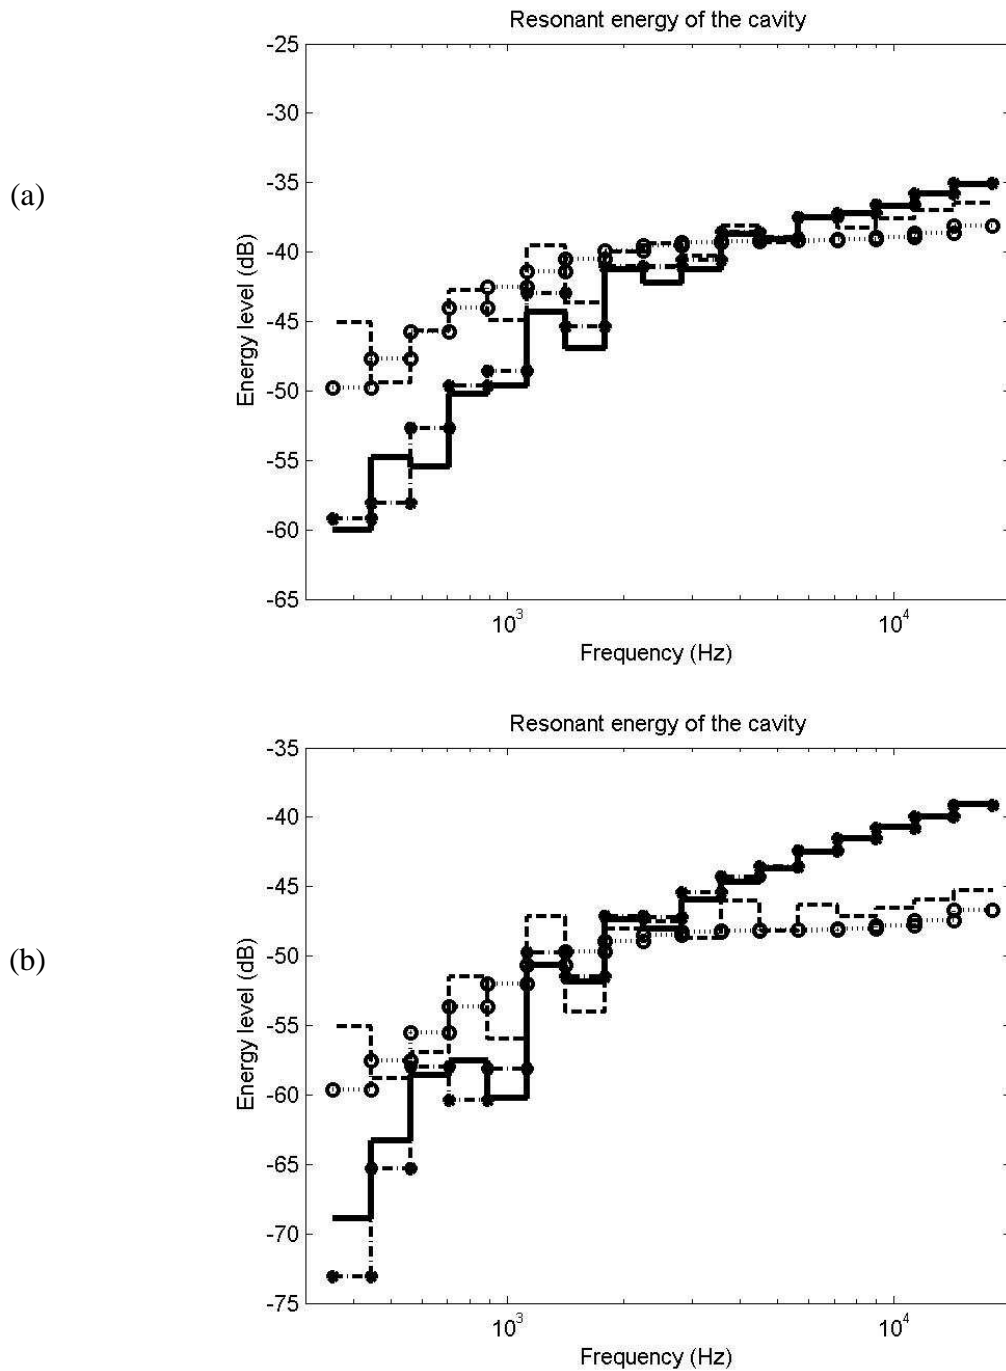 (a)
Resonant energy of the cavity
-25
-30
-35
-40
-45
-50
-55
-60
-65
Energy level (dB)
10^3
10^4
Frequency (Hz)
(b)
Resonant energy of the cavity
-35
-40
-45
-50
-55
-60
-65
-70
-75
Energy level (dB)
10^3
10^4
Frequency (Hz)